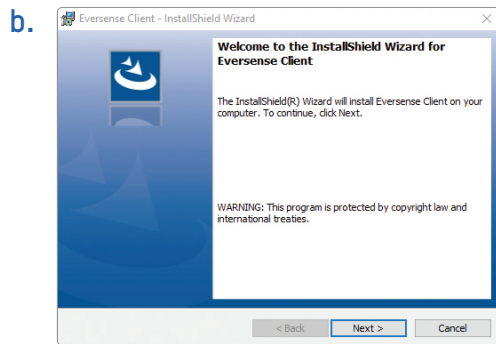 b.
Eversense Client - InstallShield Wizard
Welcome to the InstallShield Wizard for
Eversense Client
The InstallShield(R) Wizard will install Eversense Client on your
computer. To continue, click Next.
WARNING: This program is protected by copyright law and
international treaties.
< Back Next > Cancel